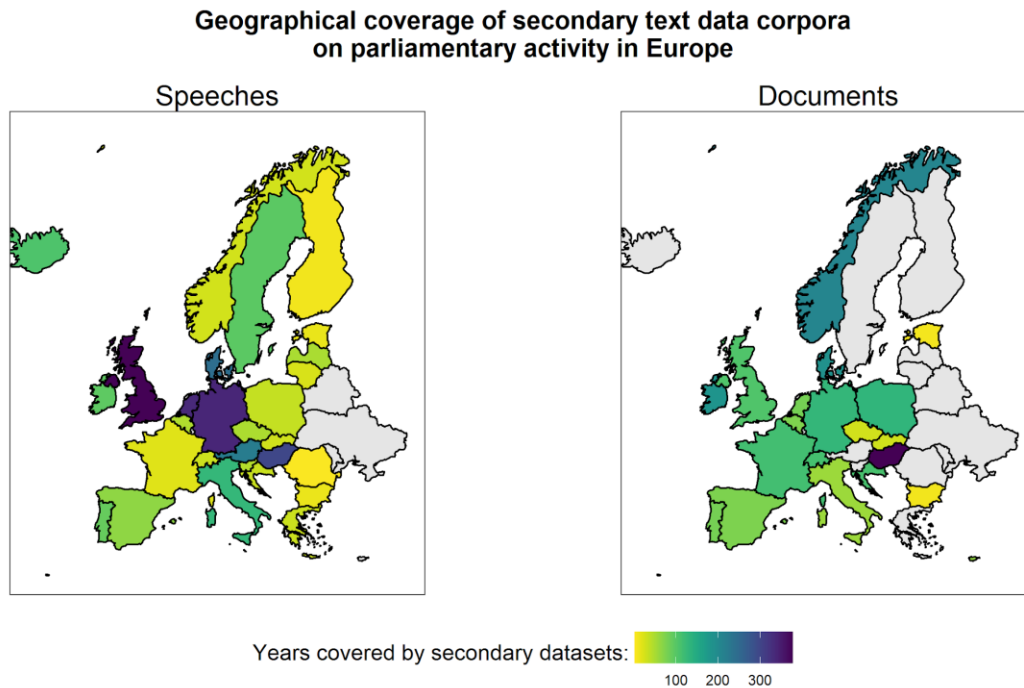 Geographical coverage of secondary text data corpora
on parliamentary activity in Europe
Speeches
Documents
Years covered by secondary datasets:
100 200 300